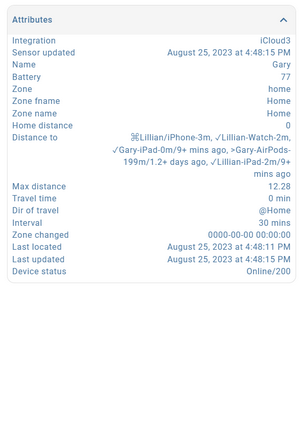 Attributes
Integration iCloud3
Sensor updated August 25, 2023 at 4:48:15 PM
Name Gary
Battery 77
Zone home
Zone fname Home
Zone name Home
Home distance 0
Distance to ⌘Lillian/iPhone-3m, ✓Lillian-Watch-2m,
✓Gary-iPad-0m/9+ mins ago, >Gary-AirPods-
199m/1.2+ days ago, ✓Lillian-iPad-2m/9+
mins ago
Max distance 12.28
Travel time 0 min
Dir of travel @Home
Interval 30 mins
Zone changed 0000-00-00 00:00:00
Last located August 25, 2023 at 4:48:11 PM
Last updated August 25, 2023 at 4:48:15 PM
Device status Online/200